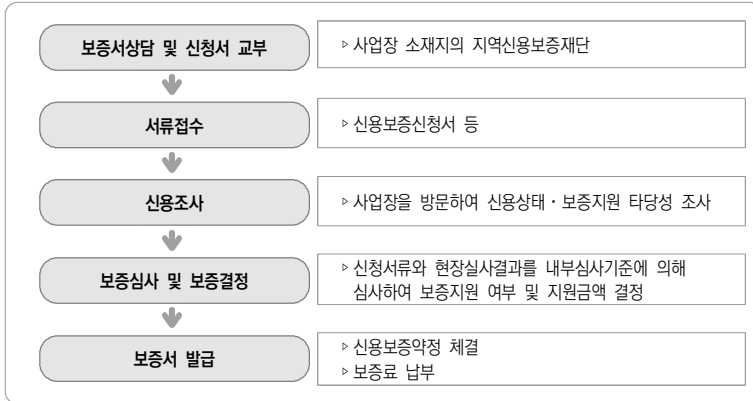 보증서상담 및 신청서 교부
▹사업장 소재지의 지역신용보증재단
서류접수
▹신용보증신청서 등
신용조사
▹사업장을 방문하여 신용상태·보증지원 타당성 조사
보증심사 및 보증결정
▹신청서류와 현장실사결과를 내부심사기준에 의해
심사하여 보증지원 여부 및 지원금액 결정
보증서 발급
▹신용보증약정 체결
▹보증료 납부